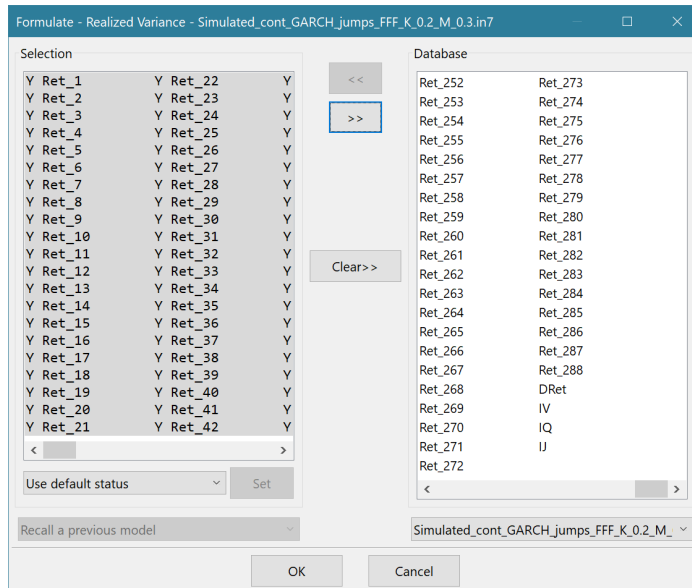 Formulate - Realized Variance - Simulated_cont_GARCH_jumps_FFF_K_0.2_M_0.3.in7
Selection
Y Ret_1 Y Ret_22 Y
Y Ret_2 Y Ret_23 Y
Y Ret_3 Y Ret_24 Y
Y Ret_4 Y Ret_25 Y
Y Ret_5 Y Ret_26 Y
Y Ret_6 Y Ret_27 Y
Y Ret_7 Y Ret_28 Y
Y Ret_8 Y Ret_29 Y
Y Ret_9 Y Ret_30 Y
Y Ret_10 Y Ret_31 Y
Y Ret_11 Y Ret_32 Y
Y Ret_12 Y Ret_33 Y
Y Ret_13 Y Ret_34 Y
Y Ret_14 Y Ret_35 Y
Y Ret_15 Y Ret_36 Y
Y Ret_16 Y Ret_37 Y
Y Ret_17 Y Ret_38 Y
Y Ret_18 Y Ret_39 Y
Y Ret_19 Y Ret_40 Y
Y Ret_20 Y Ret_41 Y
Y Ret_21 Y Ret_42 Y
Use default status
Set
Recall a previous model
<<
>>
Clear>>
Database
Ret_252 Ret_273
Ret_253 Ret_274
Ret_254 Ret_275
Ret_255 Ret_276
Ret_256 Ret_277
Ret_257 Ret_278
Ret_258 Ret_279
Ret_259 Ret_280
Ret_260 Ret_281
Ret_261 Ret_282
Ret_262 Ret_283
Ret_263 Ret_284
Ret_264 Ret_285
Ret_265 Ret_286
Ret_266 Ret_287
Ret_267 Ret_288
Ret_268 DRet
Ret_269 IV
Ret_270 IQ
Ret_271 IJ
Ret_272
Simulated_cont_GARCH_jumps_FFF_K_0.2_M_
OK
Cancel